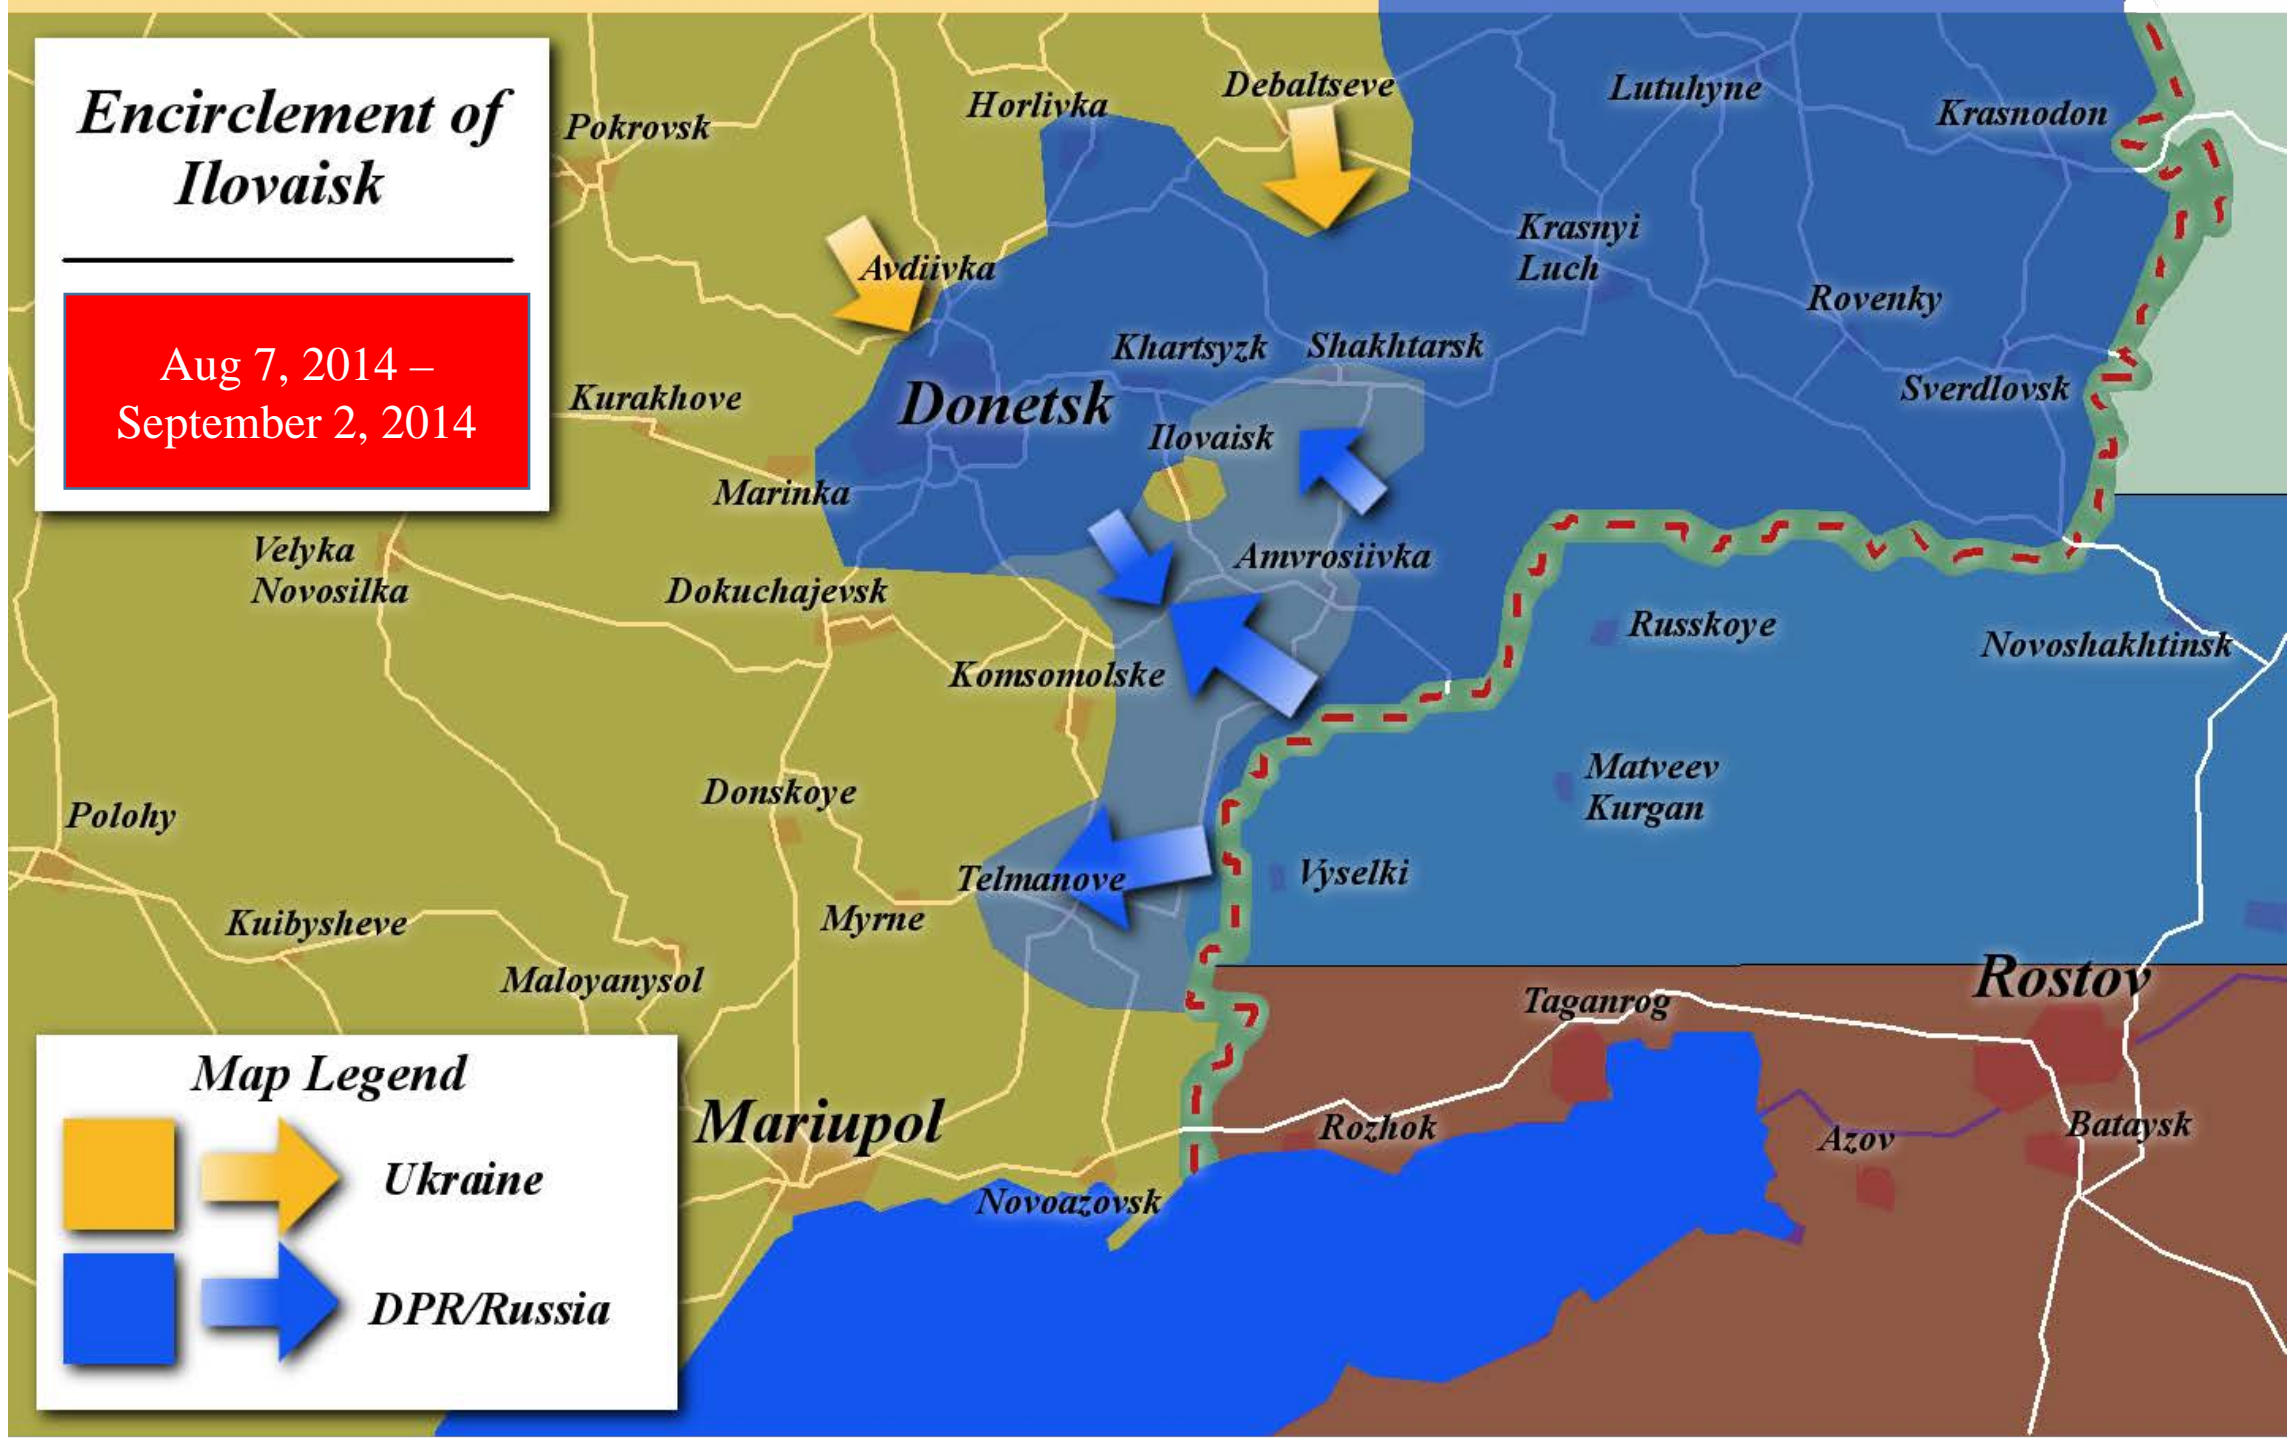 Encirclement of
Ilovaisk
Aug 7, 2014 –
September 2, 2014
Pokrovsk
Horlivka
Debaltseve
Lutuhyne
Krasnodon
Avdiivka
Krasnyi
Luch
Rovenky
Khartsyzk
Shakhtarsk
Kurakhove
Donetsk
Sverdlovsk
Ilovaisk
Marinka
Velyka
Novosilka
Dokuchajevsk
Amvrosiivka
Russkoye
Novoshakhtinsk
Komsomolske
Matveev
Kurgan
Donskoye
Polohy
Telmanove
Vyselki
Kuibysheve
Myrne
Maloyanysol
Rostov
Taganrog
Mariupol
Rozhok
Azov
Bataysk
Novoazovsk
Map Legend
Ukraine
DPR/Russia